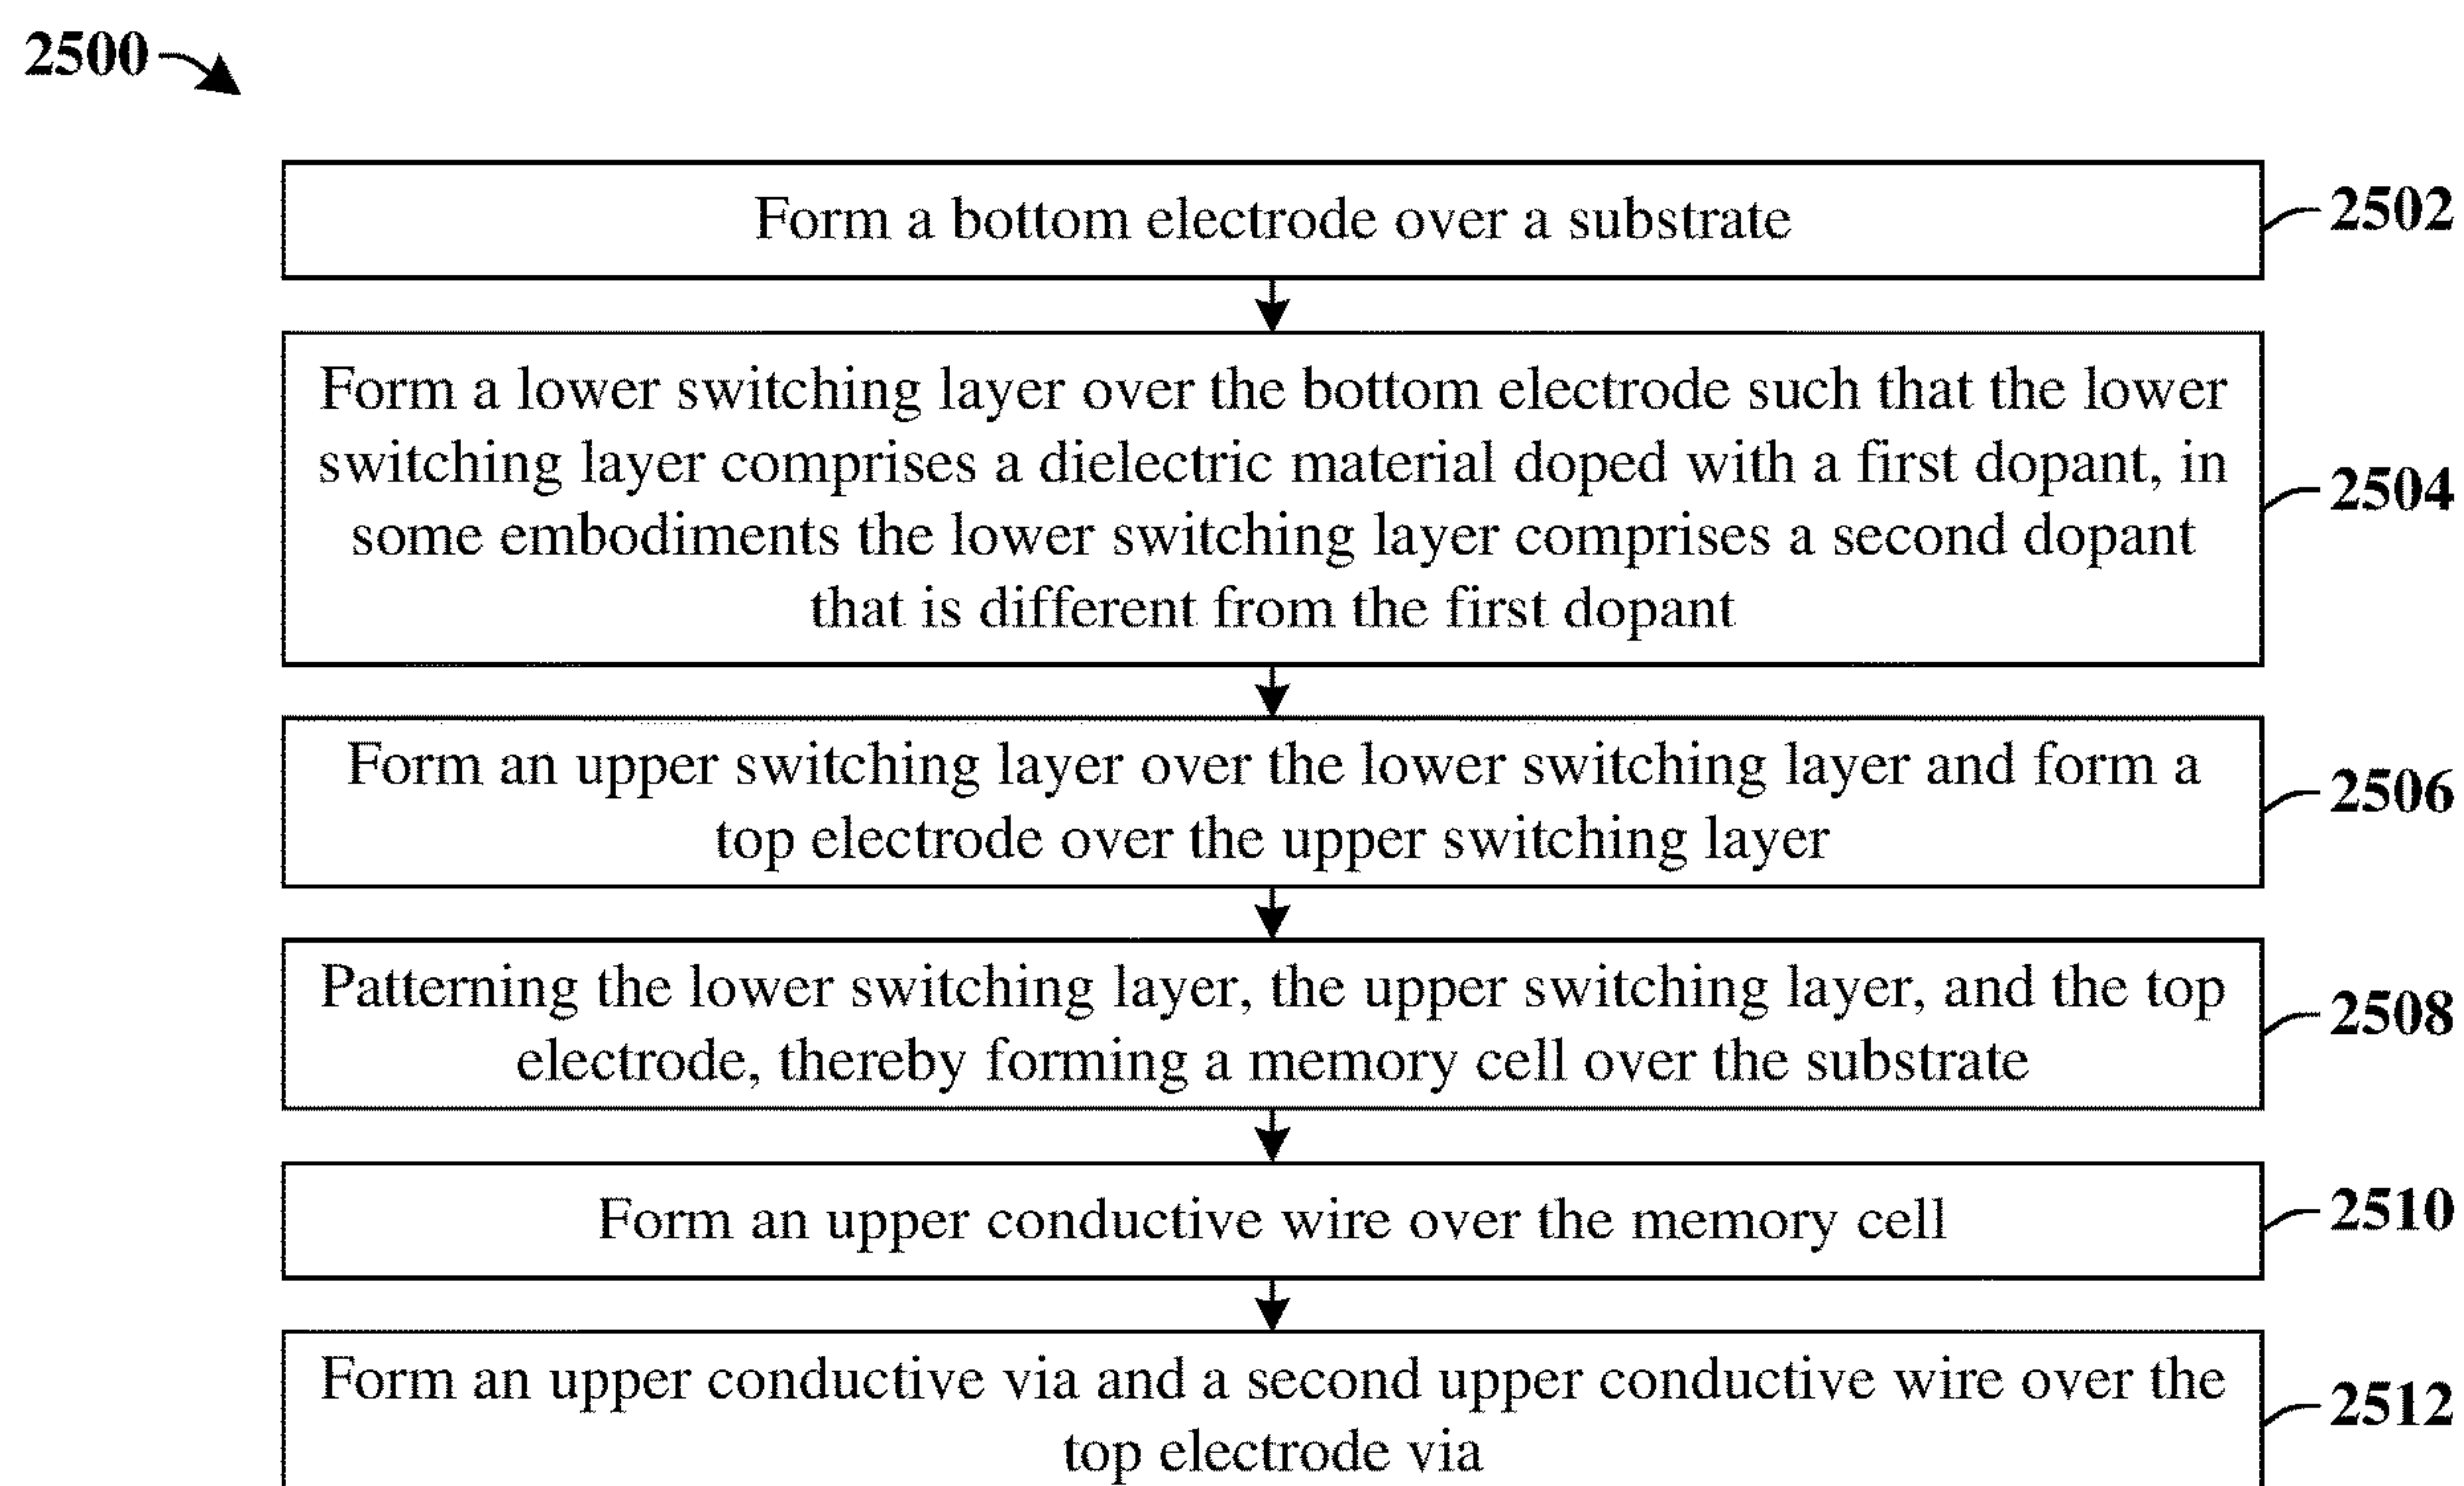 2500
Form a bottom electrode over a substrate
2502
Form a lower switching layer over the bottom electrode such that the lower
switching layer comprises a dielectric material doped with a first dopant, in
some embodiments the lower switching layer comprises a second dopant
that is different from the first dopant
2504
Form an upper switching layer over the lower switching layer and form a
top electrode over the upper switching layer
2506
Patterning the lower switching layer, the upper switching layer, and the top
electrode, thereby forming a memory cell over the substrate
2508
Form an upper conductive wire over the memory cell
2510
Form an upper conductive via and a second upper conductive wire over the
top electrode via
2512